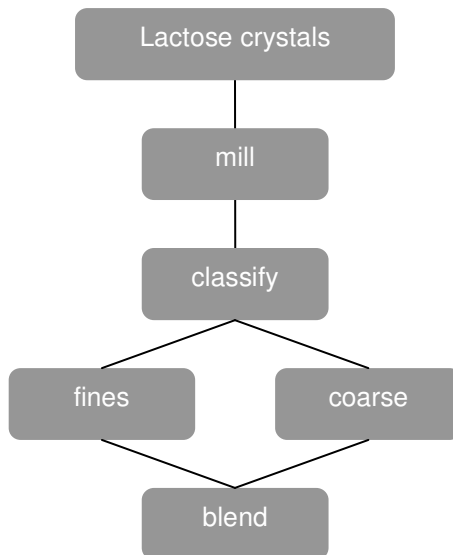 Lactose crystals
mill
classify
fines
coarse
blend